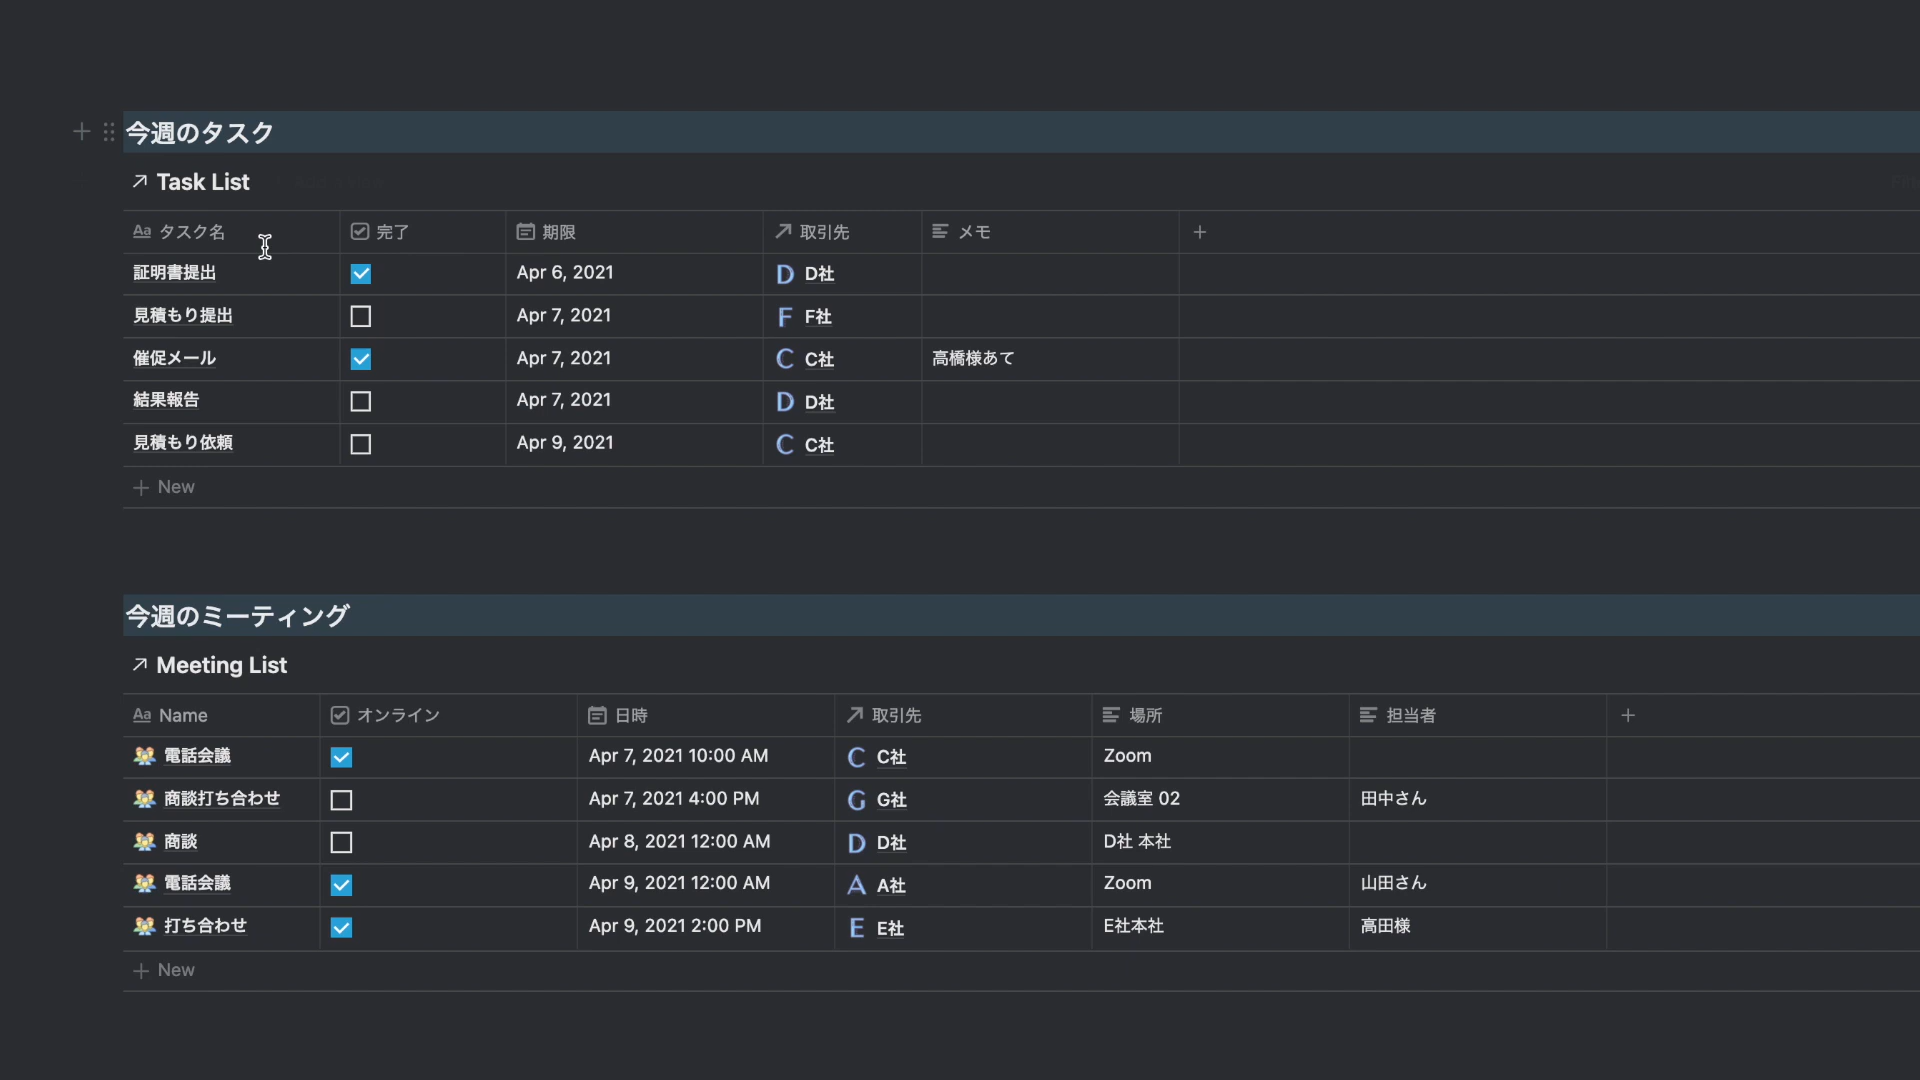 今週のタスク
Task List
Aa タスク名 完了 期限 取引先 メモ
証明書提出 Apr 6, 2021 D D社
見積もり提出 Apr 7, 2021 F F社
催促メール Apr 7, 2021 C C社 高橋様あて
結果報告 Apr 7, 2021 D D社
見積もり依頼 Apr 9, 2021 C C社
+ New
今週のミーティング
Meeting List
Aa Name オンライン 日時 取引先 場所 担当者
電話会議 Apr 7, 2021 10:00 AM C C社 Zoom
商談打ち合わせ Apr 7, 2021 4:00 PM G G社 会議室 02 田中さん
商談 Apr 8, 2021 12:00 AM D D社 D社 本社
電話会議 Apr 9, 2021 12:00 AM A A社 Zoom 山田さん
打ち合わせ Apr 9, 2021 2:00 PM E E社 E社本社 高田様
+ New